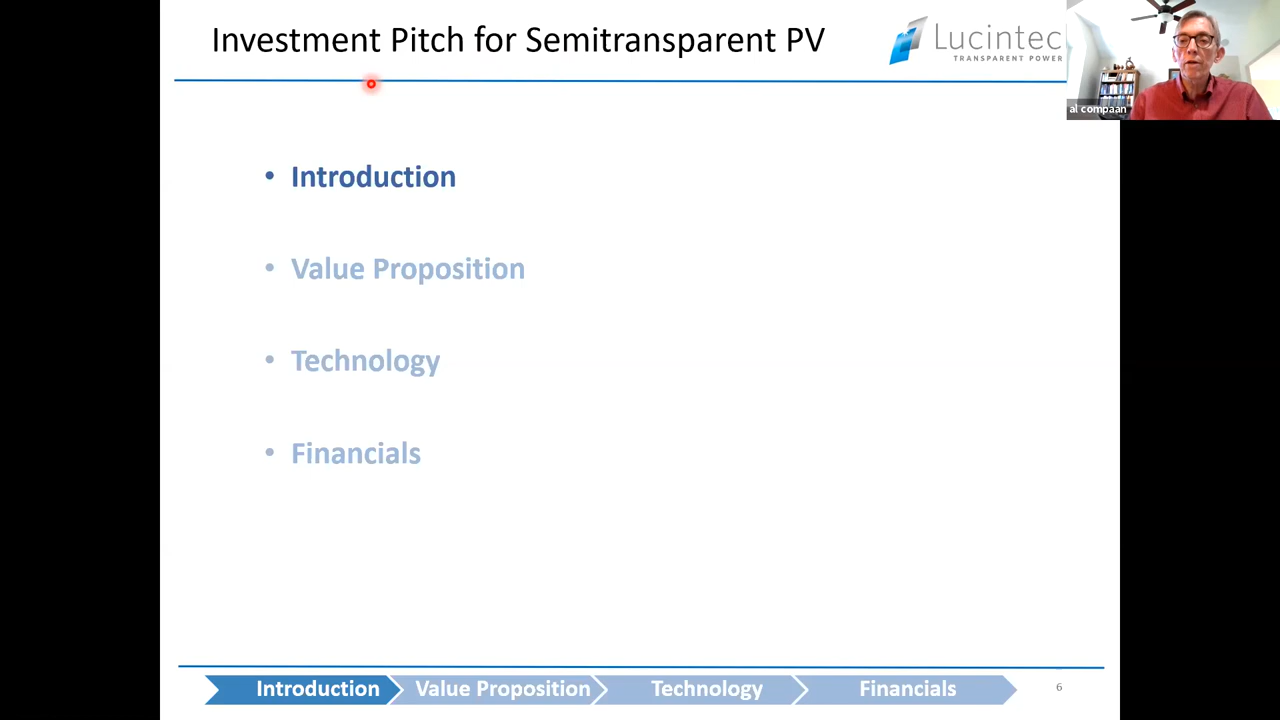 Investment Pitch for Semitransparent PV
Lucintec
TRANSPARENT POWER
al compaan
• Introduction
• Value Proposition
• Technology
• Financials
Introduction
Value Proposition
Technology
Financials
6